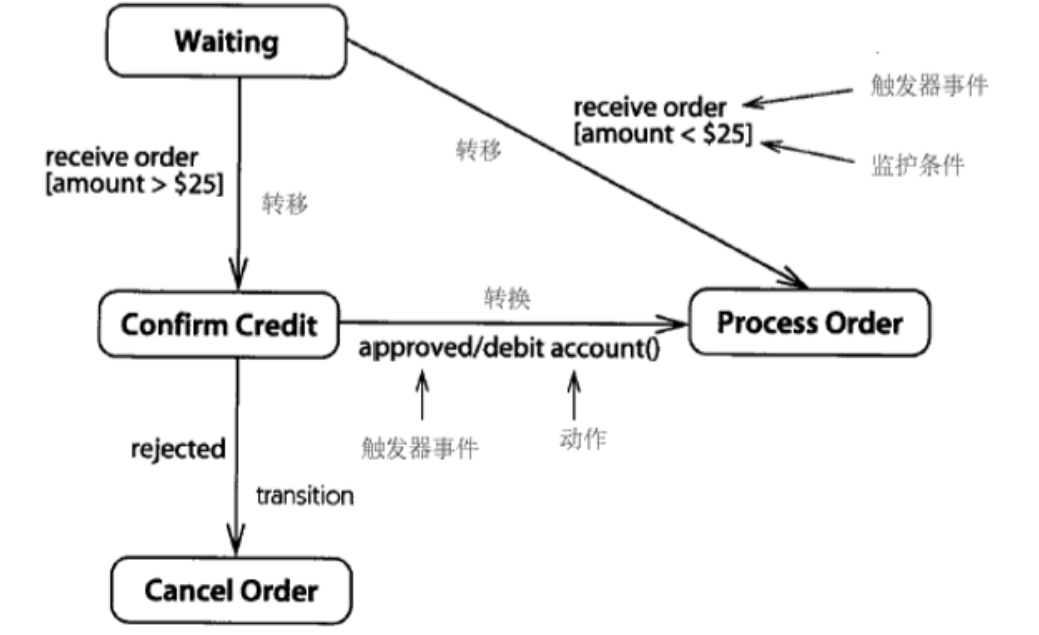 Waiting
receive order
[amount < $25]
触发器事件
监护条件
转移
receive order
[amount > $25]
转移
Confirm Credit
转换
approved/debit account()
Process Order
触发器事件
动作
rejected
transition
Cancel Order